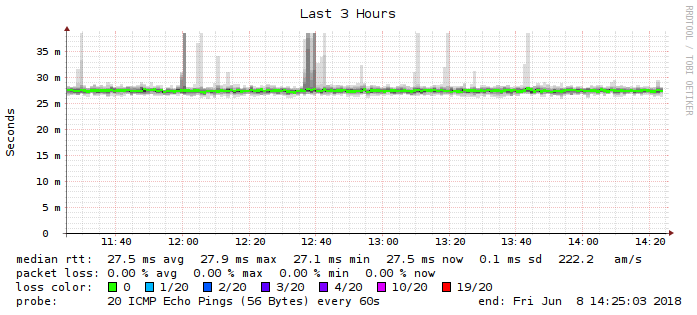 Last 3 Hours
RRDTOOL / TOBI OETIKER
Seconds
35 m
30 m
25 m
20 m
15 m
10 m
5 m
0
11:40 12:00 12:20 12:40 13:00 13:20 13:40 14:00 14:20
median rtt: 27.5 ms avg 27.9 ms max 27.1 ms min 27.5 ms now 0.1 ms sd 222.2 am/s
packet loss: 0.00 % avg 0.00 % max 0.00 % min 0.00 % now
loss color: 0 1/20 2/20 3/20 4/20 10/20 19/20
probe: 20 ICMP Echo Pings (56 Bytes) every 60s end: Fri Jun 8 14:25:03 2018